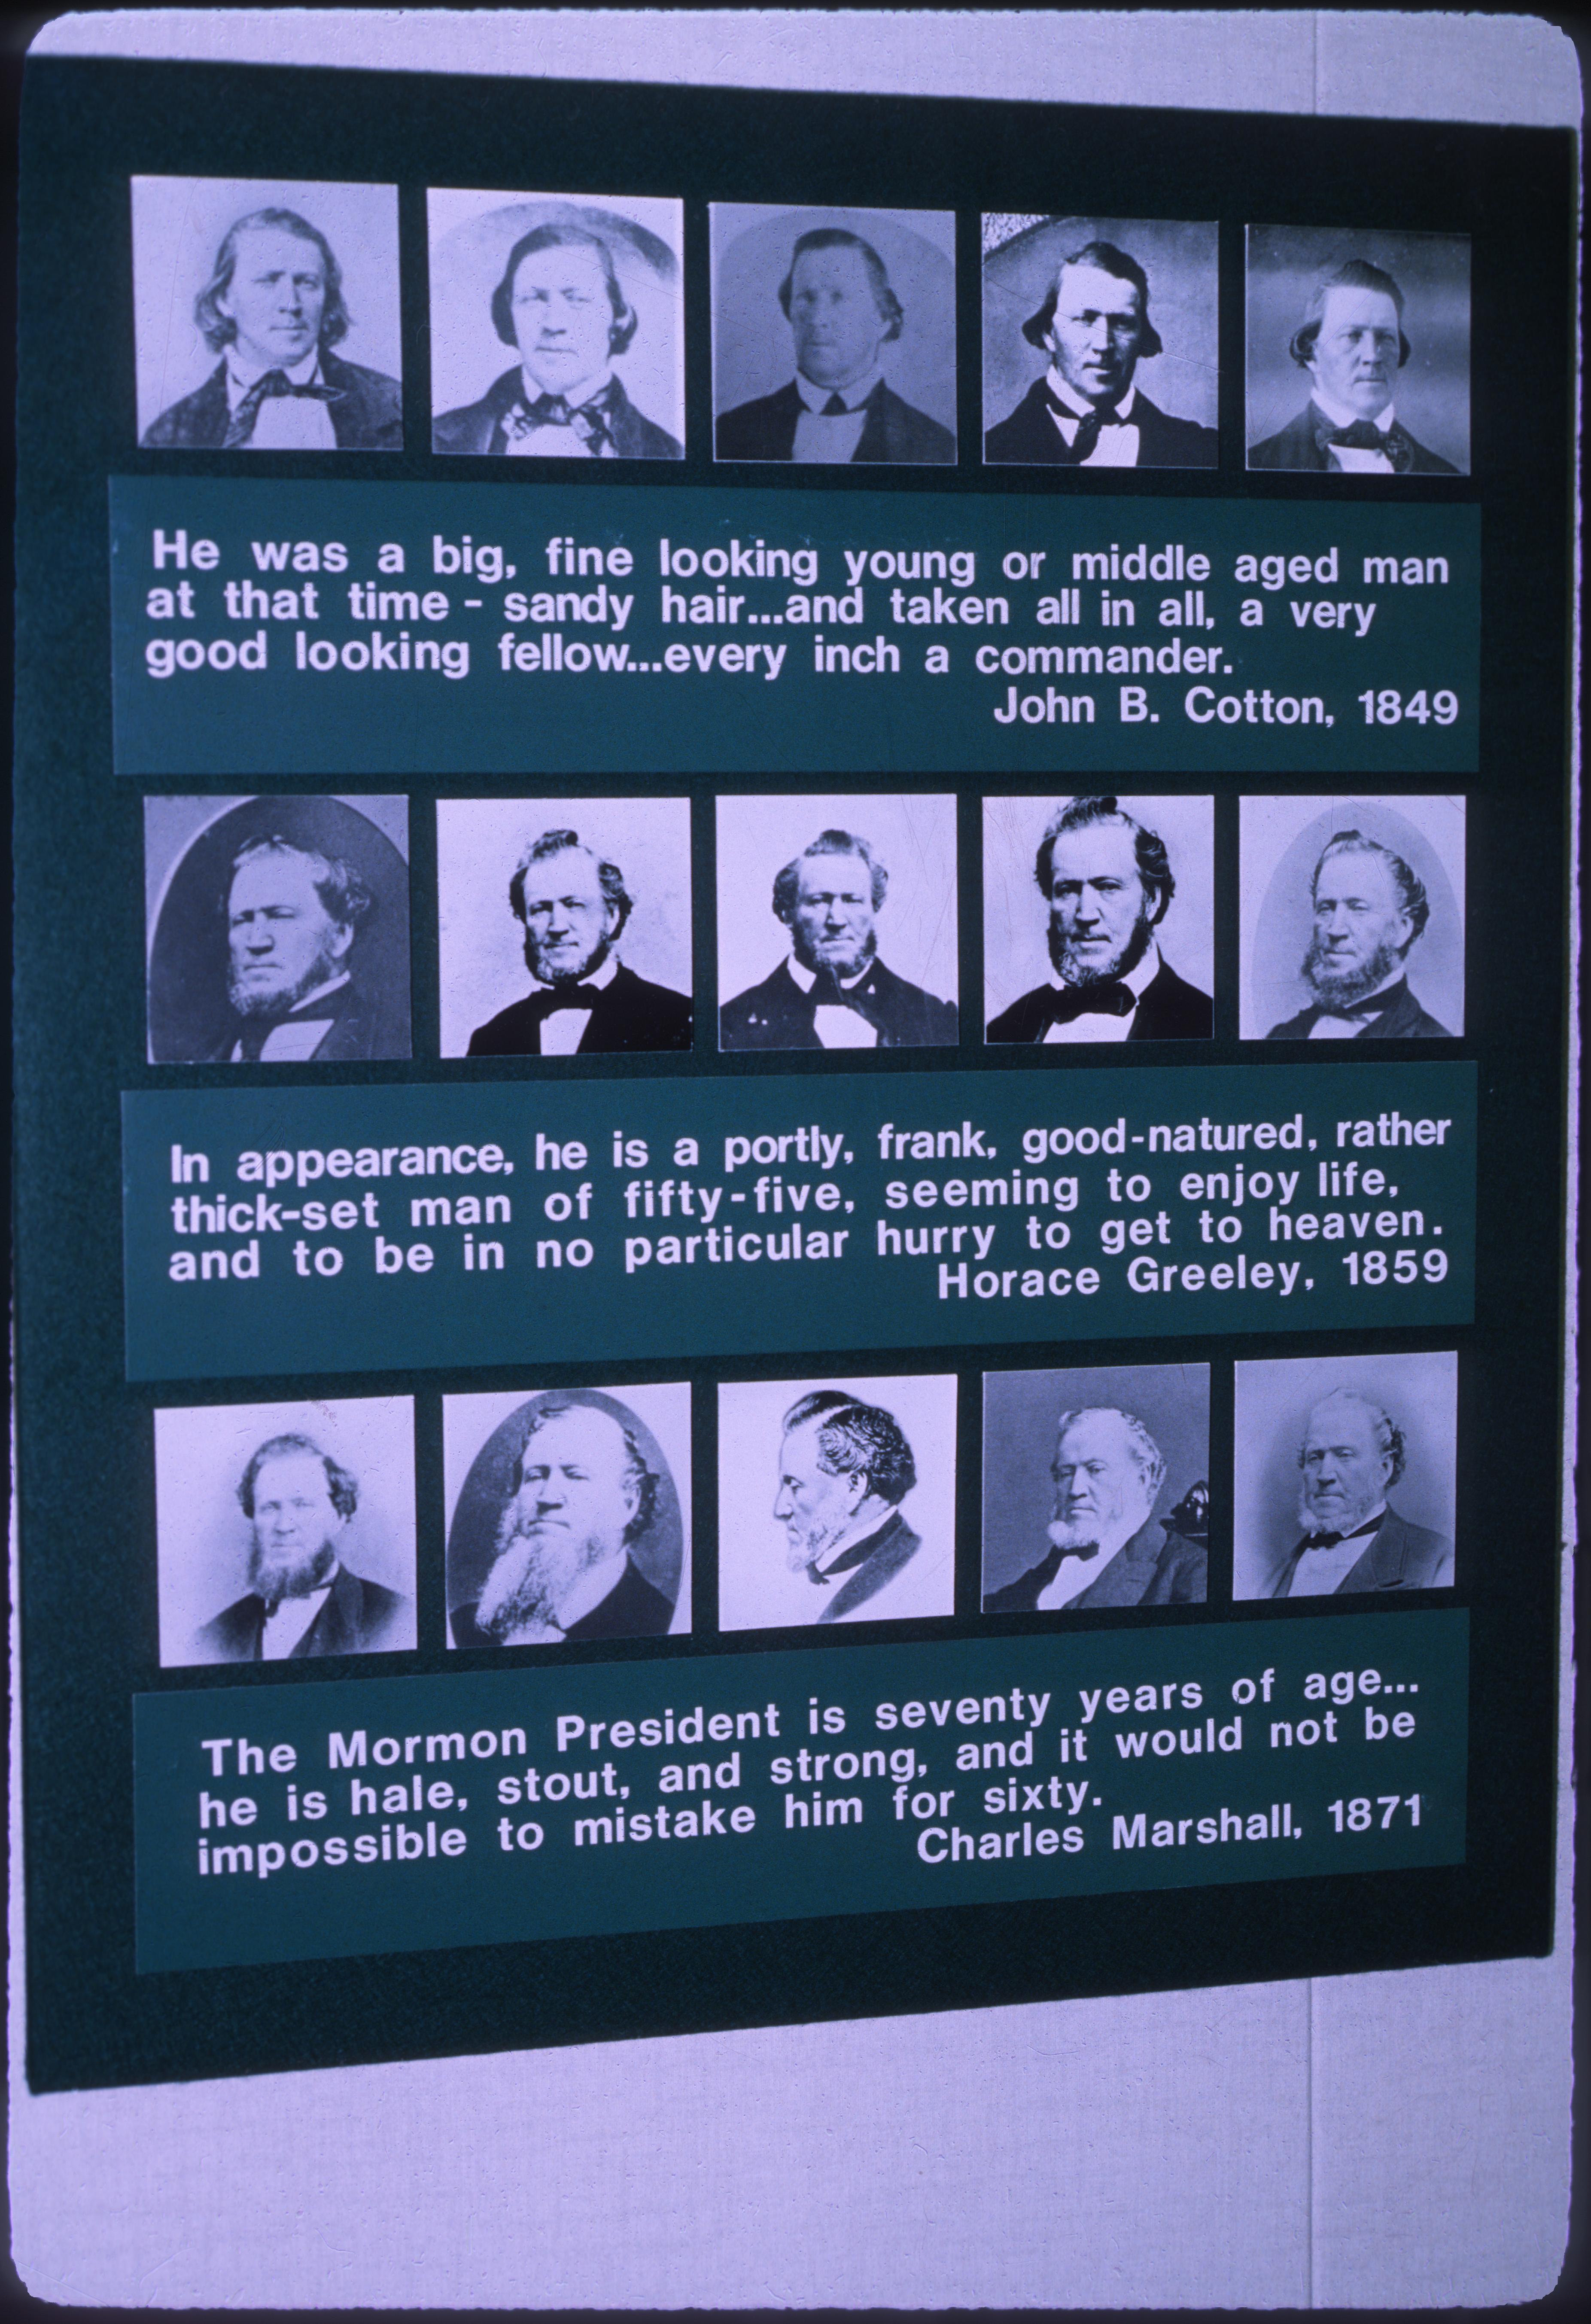 He was a big, fine looking young or middle aged man
at that time - sandy hair...and taken all in all, a very
good looking fellow...every inch a commander.
John B. Cotton, 1849
In appearance, he is a portly, frank, good-natured, rather
thick-set man of fifty-five, seeming to enjoy life,
and to be in no particular hurry to get to heaven.
Horace Greeley, 1859
The Mormon President is seventy years of age...
he is hale, stout, and strong, and it would not be
impossible to mistake him for sixty.
Charles Marshall, 1871